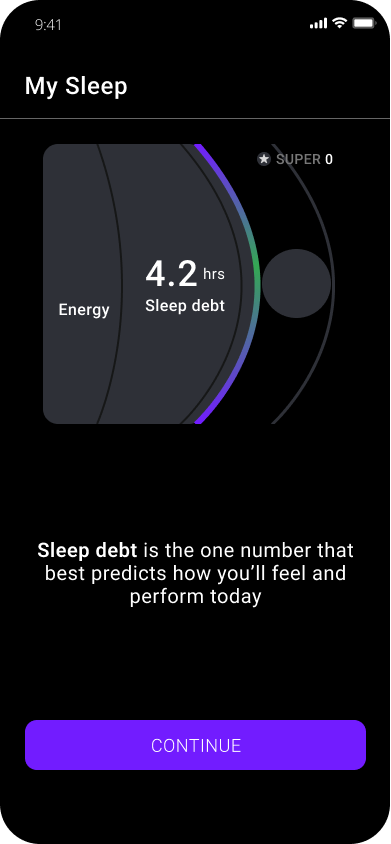 9:41
My Sleep
SUPER 0
4.2 hrs
Sleep debt
Energy
Sleep debt is the one number that
best predicts how you’ll feel and
perform today
CONTINUE